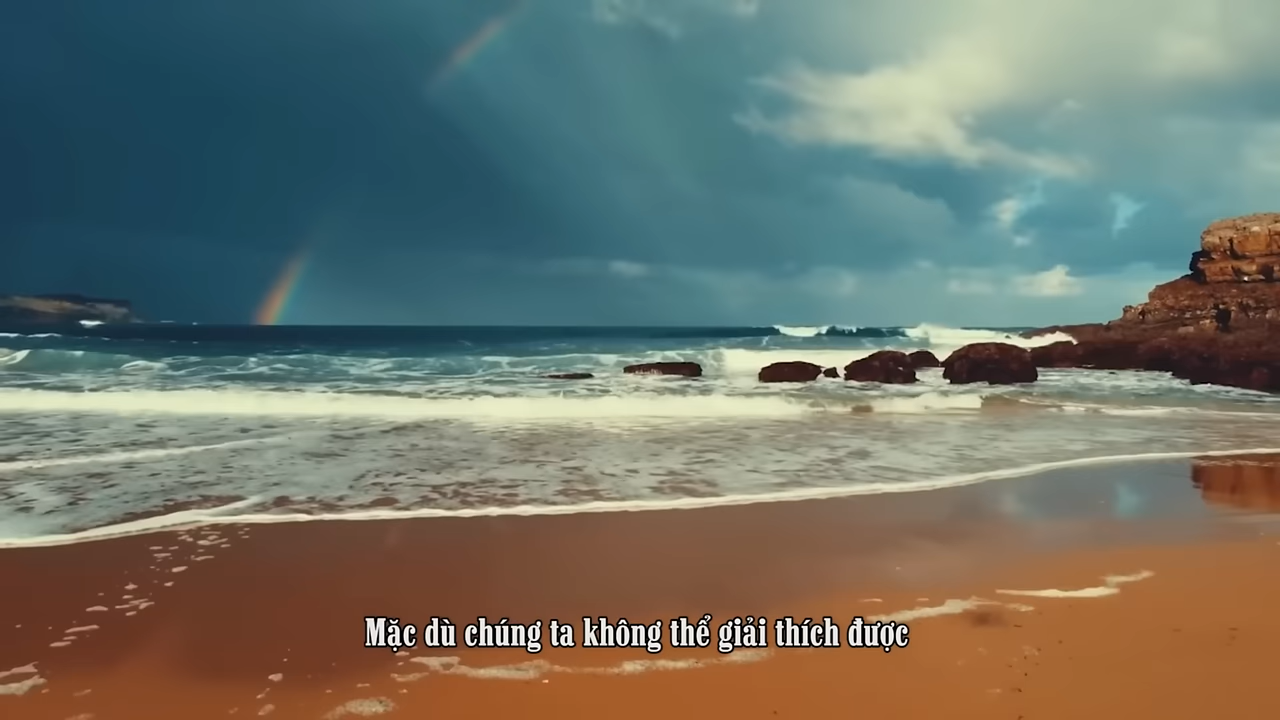 Mặc dù chúng ta không thể giải thích được